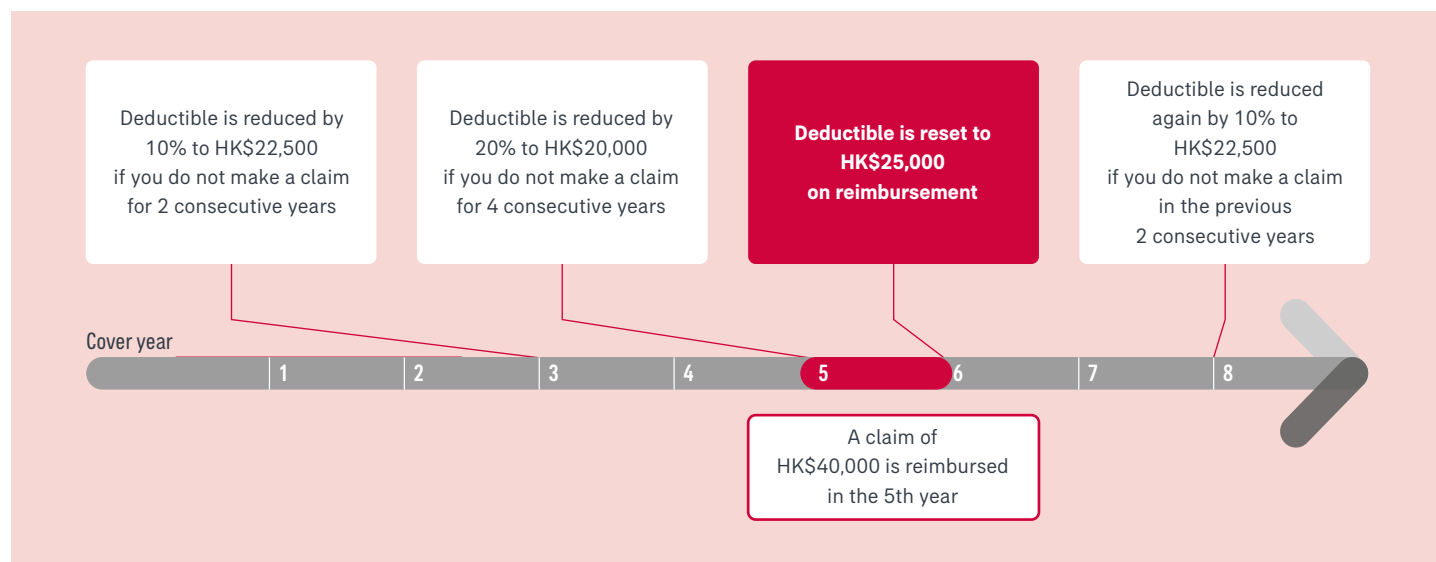 Deductible is reduced by
10% to HK$22,500
if you do not make a claim
for 2 consecutive years
Deductible is reduced by
20% to HK$20,000
if you do not make a claim
for 4 consecutive years
Deductible is reset to
HK$25,000
on reimbursement
Deductible is reduced
again by 10% to
HK$22,500
if you do not make a claim
in the previous
2 consecutive years
Cover year
1 2 3 4 5 6 7 8
A claim of
HK$40,000 is reimbursed
in the 5th year